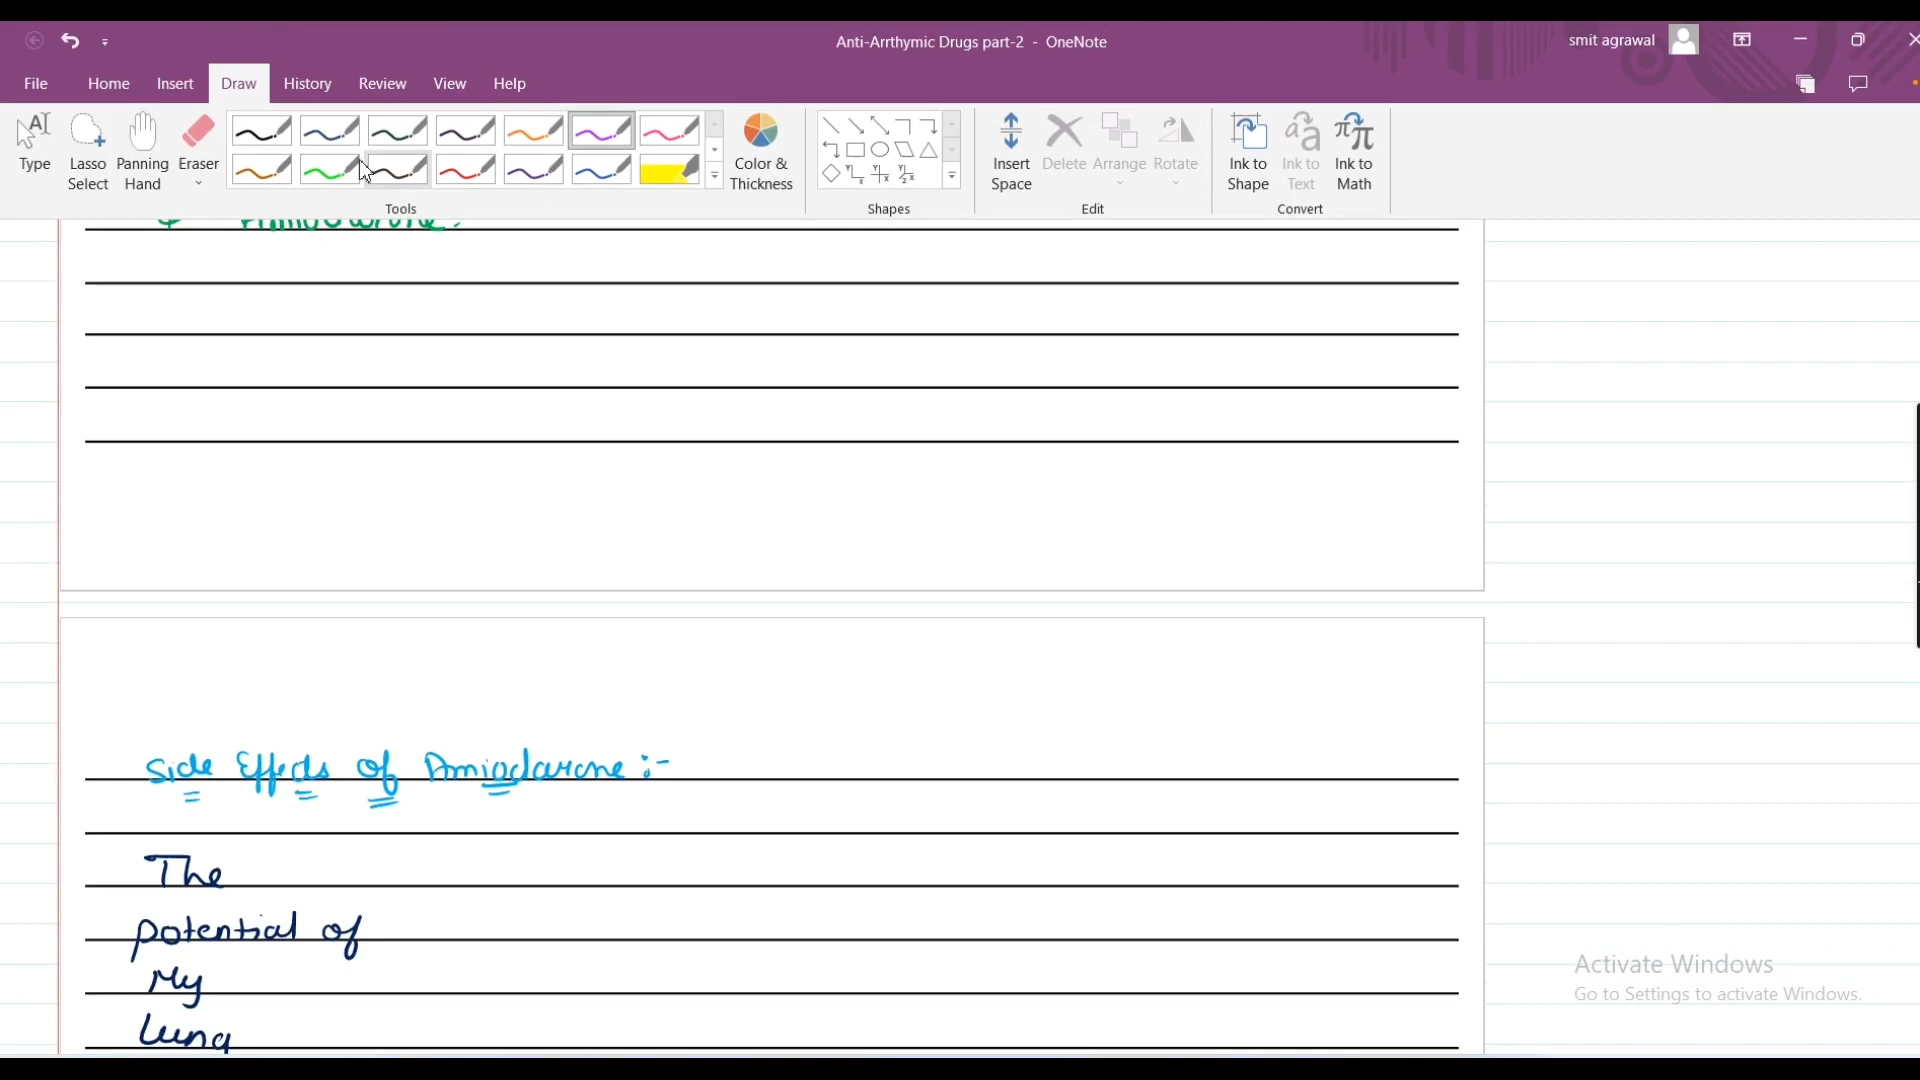 Anti-Arrthymic Drugs part-2 - OneNote
smit agrawal
File Home Insert Draw History Review View Help
Type
Lasso Select
Panning Hand
Eraser
Color & Thickness
Insert Space
Delete
Arrange
Rotate
Ink to Shape
Ink to Text
Ink to Math
Tools
Shapes
Edit
Convert
Amiodarone:
Side Effects of Amiodarone :-
The
potential of
My
Lung
Activate Windows
Go to Settings to activate Windows.